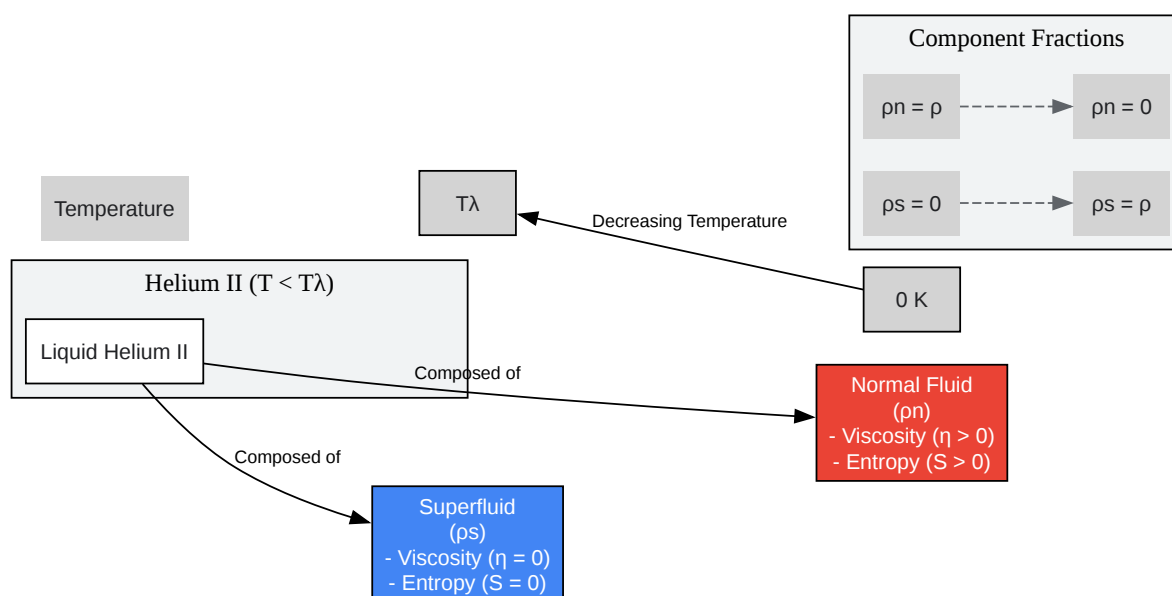 Component Fractions
ρn = ρ
ρn = 0
ρs = 0
ρs = ρ
Temperature
Tλ
Decreasing Temperature
0 K
Helium II (T < Tλ)
Liquid Helium II
Composed of
Composed of
Normal Fluid
(ρn)
- Viscosity (η > 0)
- Entropy (S > 0)
Superfluid
(ρs)
- Viscosity (η = 0)
- Entropy (S = 0)